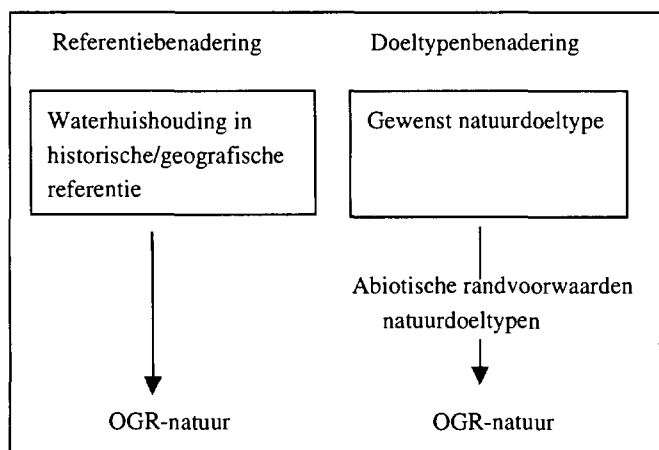 Referentiebenadering
Waterhuishouding in
historische/geografische
referentie
OGR-natuur
Doeltypenbenadering
Gewenst natuurdoeltype
Abiotische randvoorwaarden
natuurdoeltypen
OGR-natuur